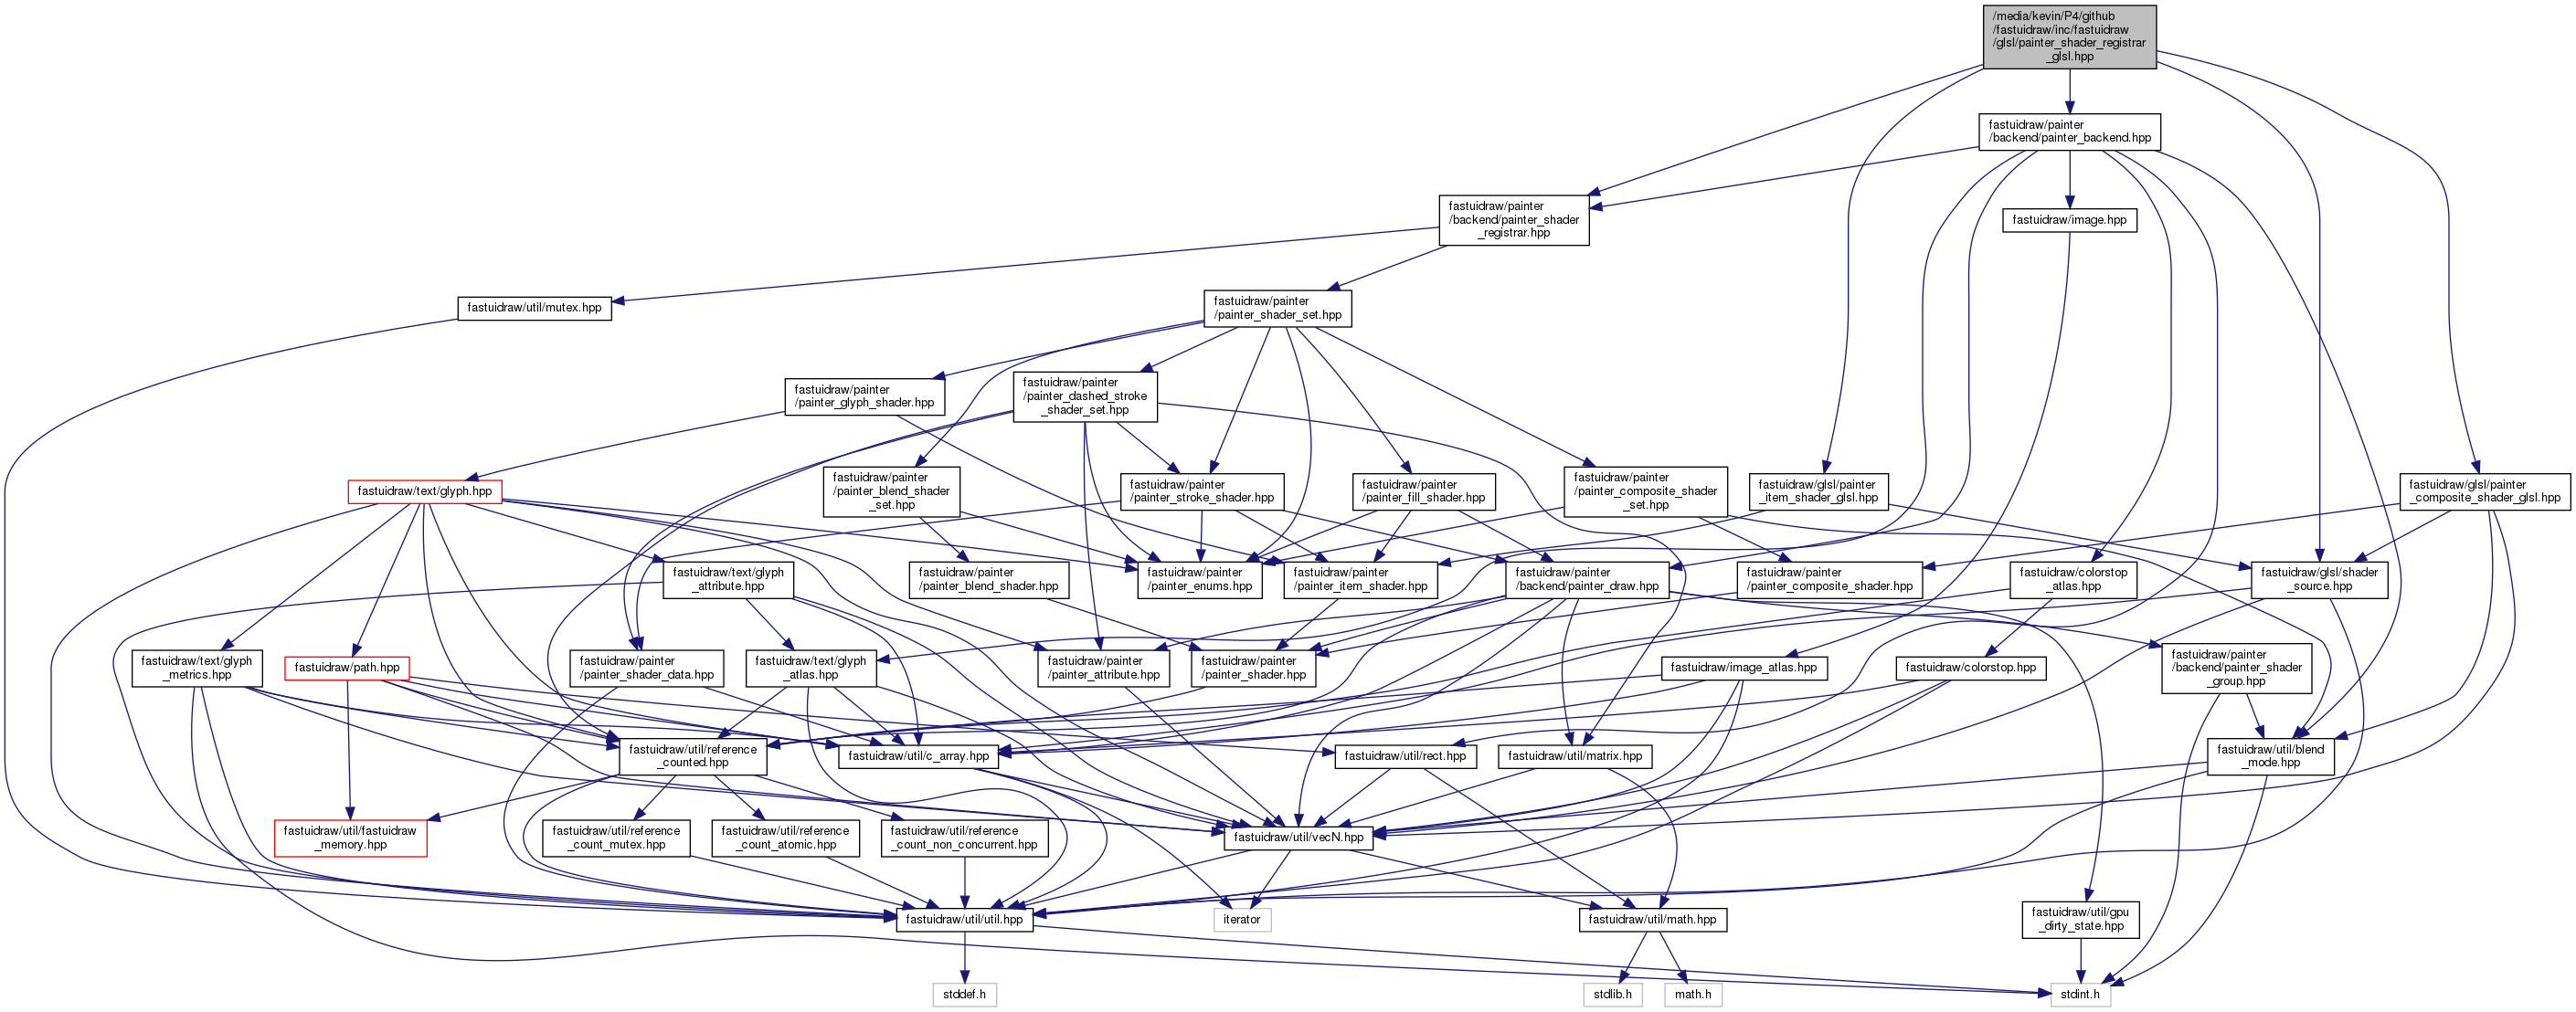 /media/kevin/P4/github
/fastuidraw/inc/fastuidraw
/glsl/painter_shader_registrar
_glsl.hpp
fastuidraw/painter
/backend/painter_backend.hpp
fastuidraw/painter
/backend/painter_shader
_registrar.hpp
fastuidraw/image.hpp
fastuidraw/util/mutex.hpp
fastuidraw/painter
/painter_shader_set.hpp
fastuidraw/painter
/painter_glyph_shader.hpp
fastuidraw/painter
/painter_dashed_stroke
_shader_set.hpp
fastuidraw/text/glyph.hpp
fastuidraw/painter
/painter_blend_shader
_set.hpp
fastuidraw/painter
/painter_stroke_shader.hpp
fastuidraw/painter
/painter_fill_shader.hpp
fastuidraw/painter
/painter_composite_shader
_set.hpp
fastuidraw/glsl/painter
_item_shader_glsl.hpp
fastuidraw/glsl/painter
_composite_shader_glsl.hpp
fastuidraw/text/glyph
_attribute.hpp
fastuidraw/painter
/painter_blend_shader.hpp
fastuidraw/painter
/painter_enums.hpp
fastuidraw/painter
/painter_item_shader.hpp
fastuidraw/painter
/backend/painter_draw.hpp
fastuidraw/painter
/painter_composite_shader.hpp
fastuidraw/colorstop
_atlas.hpp
fastuidraw/glsl/shader
_source.hpp
fastuidraw/text/glyph
_metrics.hpp
fastuidraw/path.hpp
fastuidraw/painter
/painter_shader_data.hpp
fastuidraw/text/glyph
_atlas.hpp
fastuidraw/painter
/painter_attribute.hpp
fastuidraw/painter
/painter_shader.hpp
fastuidraw/image_atlas.hpp
fastuidraw/colorstop.hpp
fastuidraw/painter
/backend/painter_shader
_group.hpp
fastuidraw/util/reference
_counted.hpp
fastuidraw/util/c_array.hpp
fastuidraw/util/rect.hpp
fastuidraw/util/matrix.hpp
fastuidraw/util/blend
_mode.hpp
fastuidraw/util/fastuidraw
_memory.hpp
fastuidraw/util/reference
_count_mutex.hpp
fastuidraw/util/reference
_count_atomic.hpp
fastuidraw/util/reference
_count_non_concurrent.hpp
fastuidraw/util/vecN.hpp
fastuidraw/util/util.hpp
iterator
fastuidraw/util/math.hpp
fastuidraw/util/gpu
_dirty_state.hpp
stddef.h
stdlib.h
math.h
stdint.h